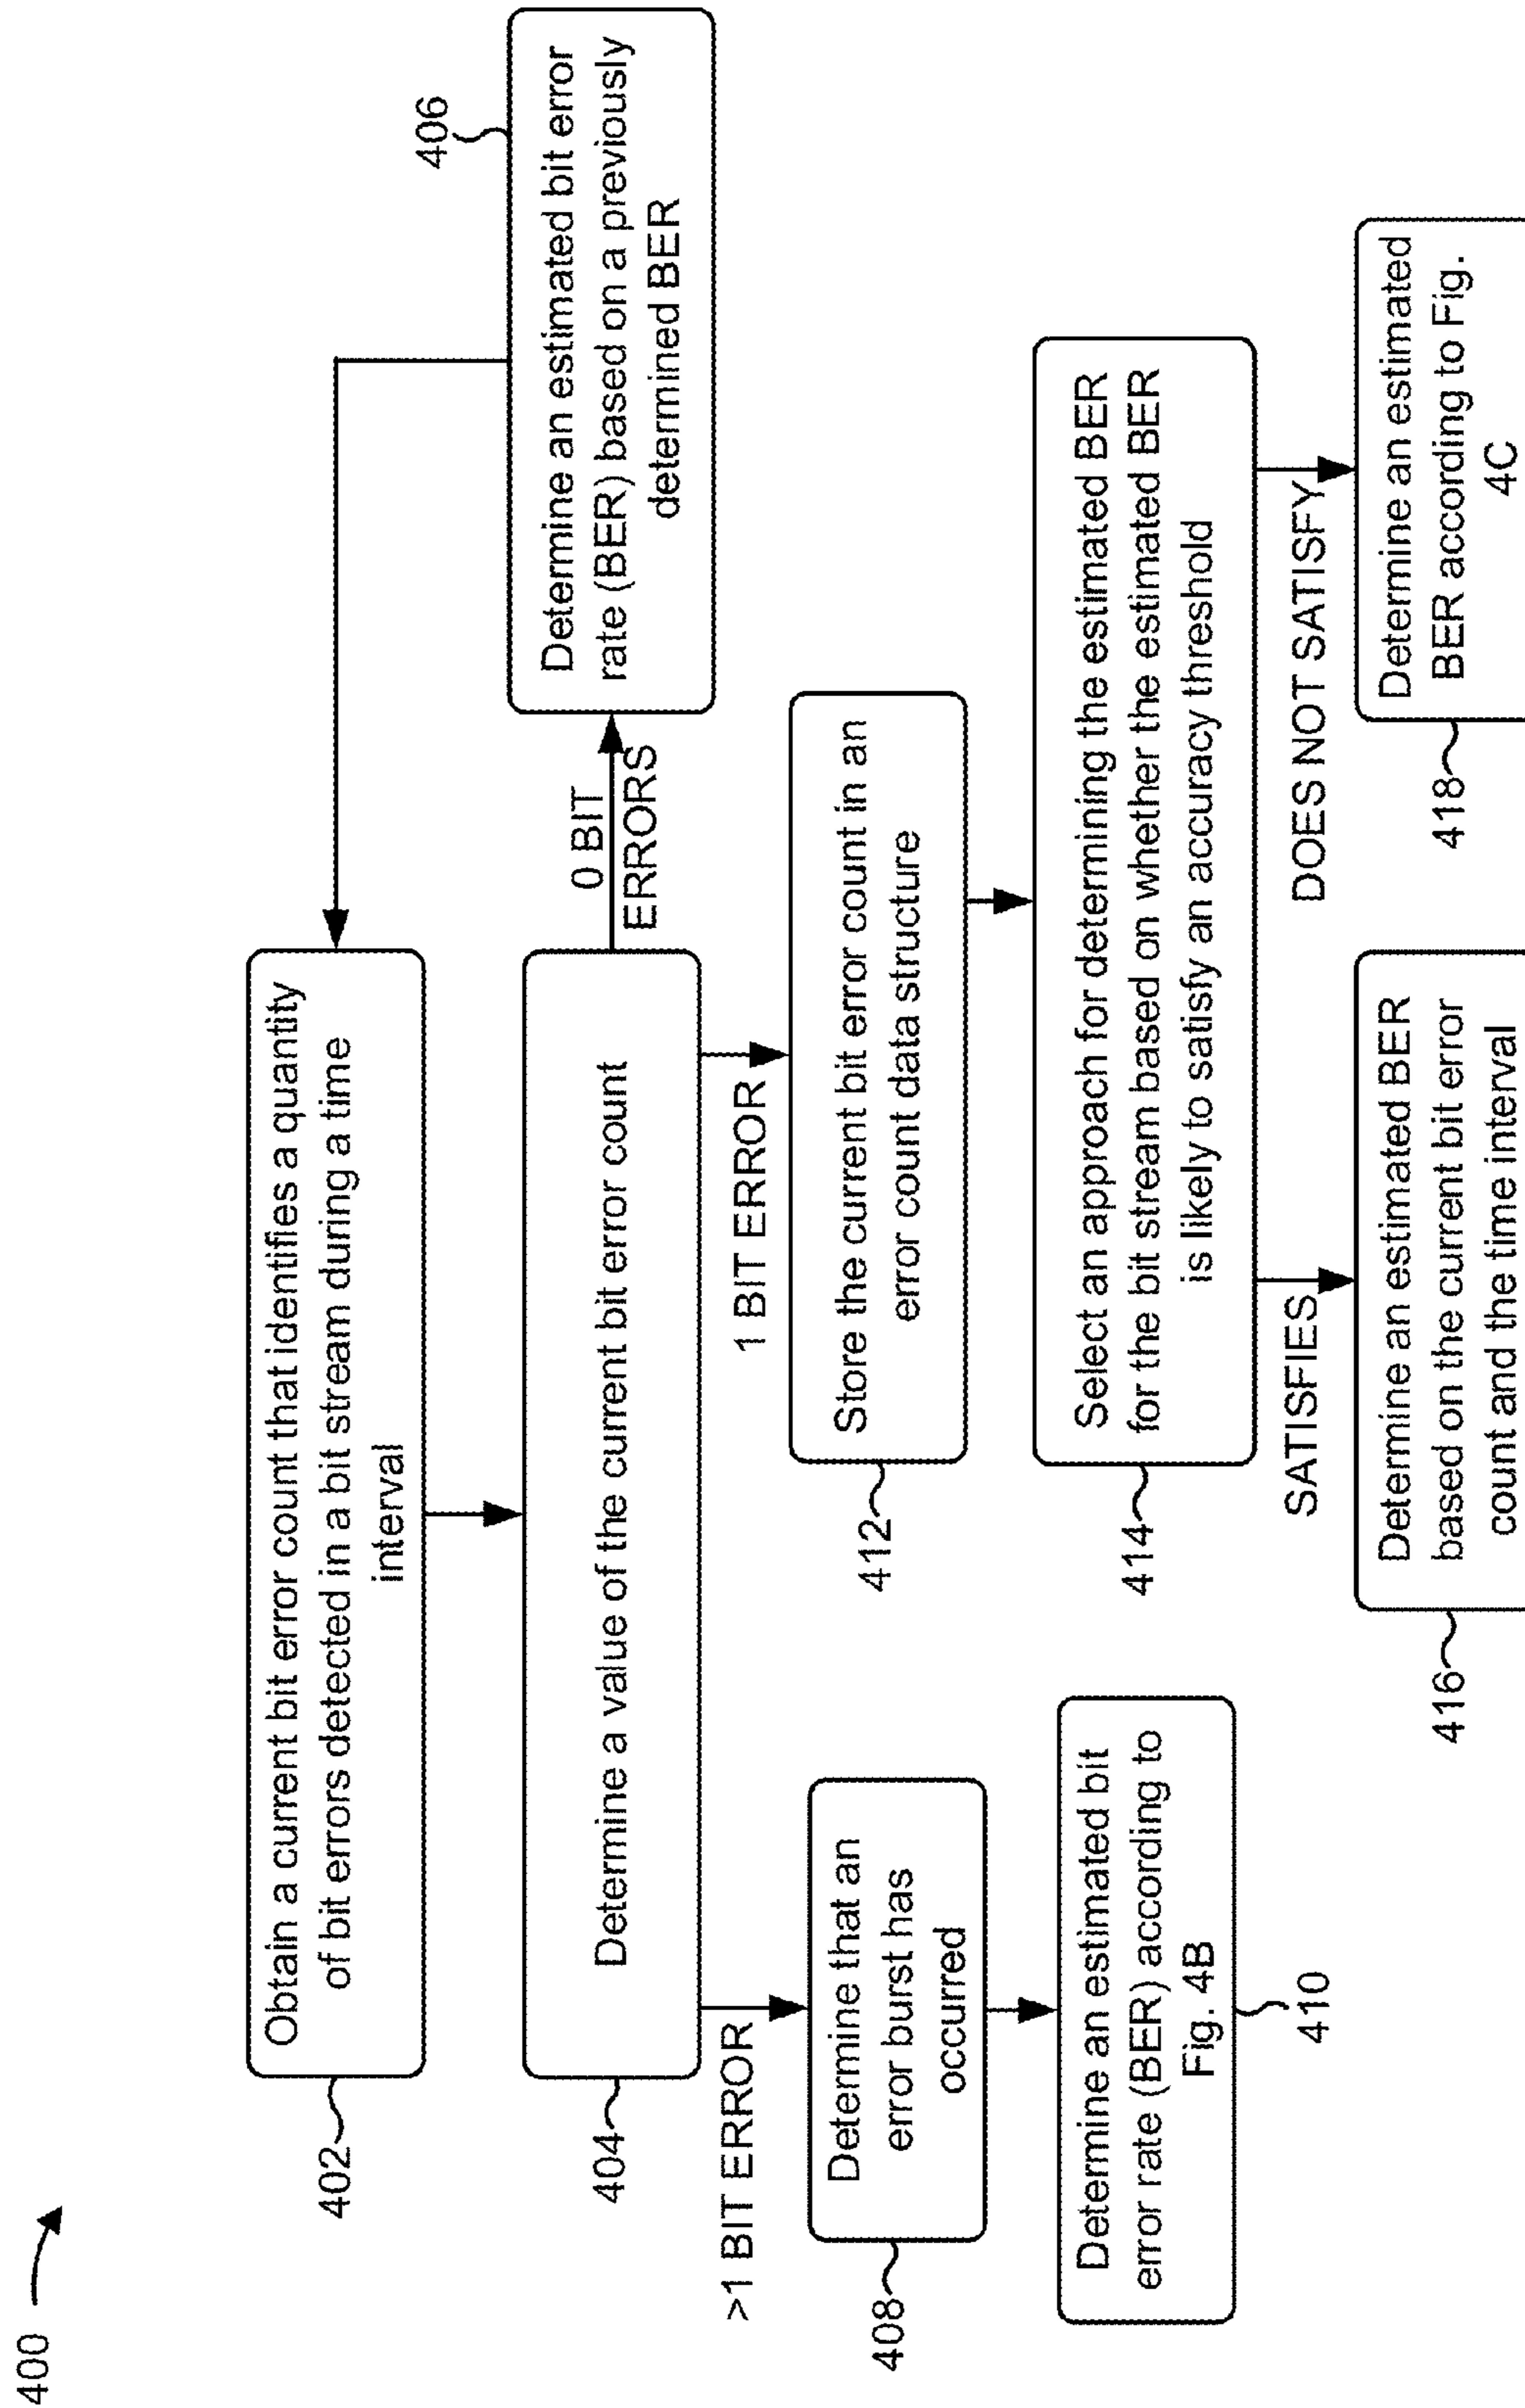 400
402
Obtain a current bit error count that identifies a quantity
of bit errors detected in a bit stream during a time
interval
404
Determine a value of the current bit error count
0 BIT
ERRORS
406
Determine an estimated bit error
rate (BER) based on a previously
determined BER
>1 BIT ERROR
408
Determine that an
error burst has
occurred
Determine an estimated bit
error rate (BER) according to
Fig. 4B
410
1 BIT ERROR
412
Store the current bit error count in an
error count data structure
414
Select an approach for determining the estimated BER
for the bit stream based on whether the estimated BER
is likely to satisfy an accuracy threshold
SATISFIES
416
Determine an estimated BER
based on the current bit error
count and the time interval
DOES NOT SATISFY
418
Determine an estimated
BER according to Fig.
4C